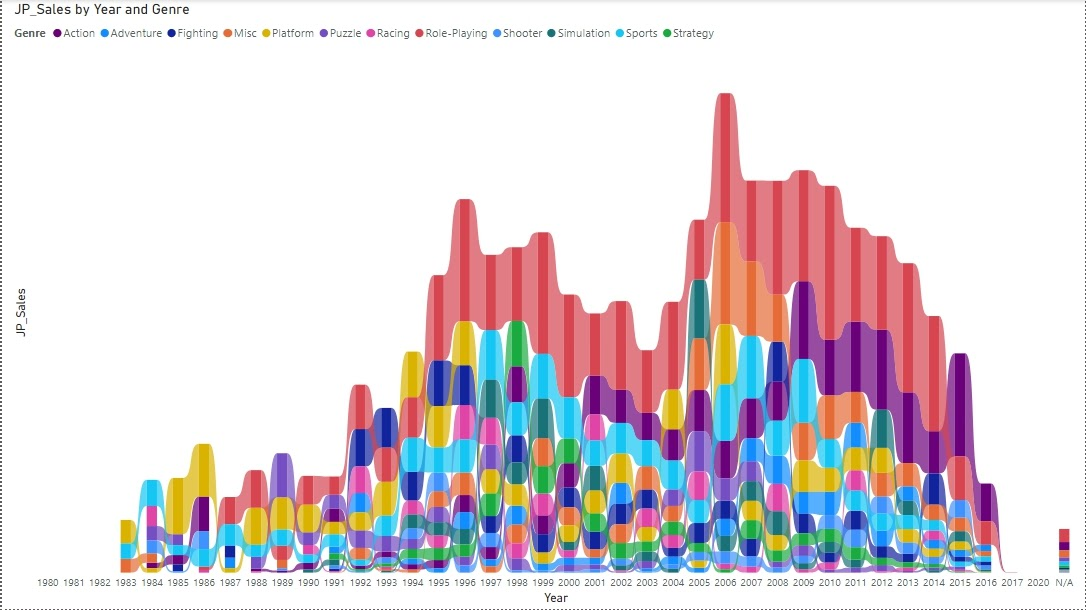 JP_Sales by Year and Genre
Genre Action Adventure Fighting Misc Platform Puzzle Racing Role-Playing Shooter Simulation Sports Strategy
JP_Sales
1980 1981 1982 1983 1984 1985 1986 1987 1988 1989 1990 1991 1992 1993 1994 1995 1996 1997 1998 1999 2000 2001 2002 2003 2004 2005 2006 2007 2008 2009 2010 2011 2012 2013 2014 2015 2016 2017 2020 N/A
Year